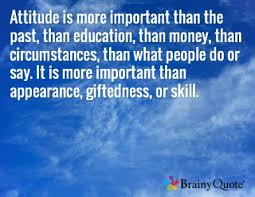 Attitude is more important than the
past, than education, than money, than
circumstances, than what people do or
say. It is more important than
appearance, giftedness, or skill.
BrainyQuote®